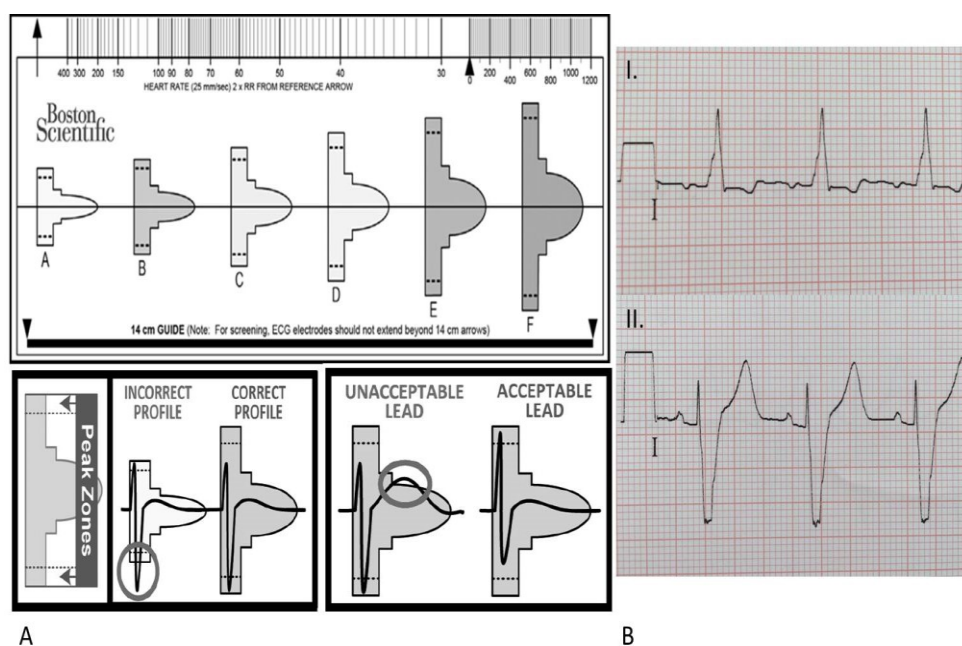 400 300 200 150 100 90 80 70 60 50 40 30 0 200 400 600 800 1000 1200
HEART RATE (25 mm/sec) 2 x RR FROM REFERENCE ARROW
Boston
Scientific
A
B
C
D
E
F
14 cm GUIDE (Note: For screening, ECG electrodes should not extend beyond 14 cm arrows)
Peak Zones
INCORRECT
PROFILE
CORRECT
PROFILE
UNACCEPTABLE
LEAD
ACCEPTABLE
LEAD
A
I.
II.
B